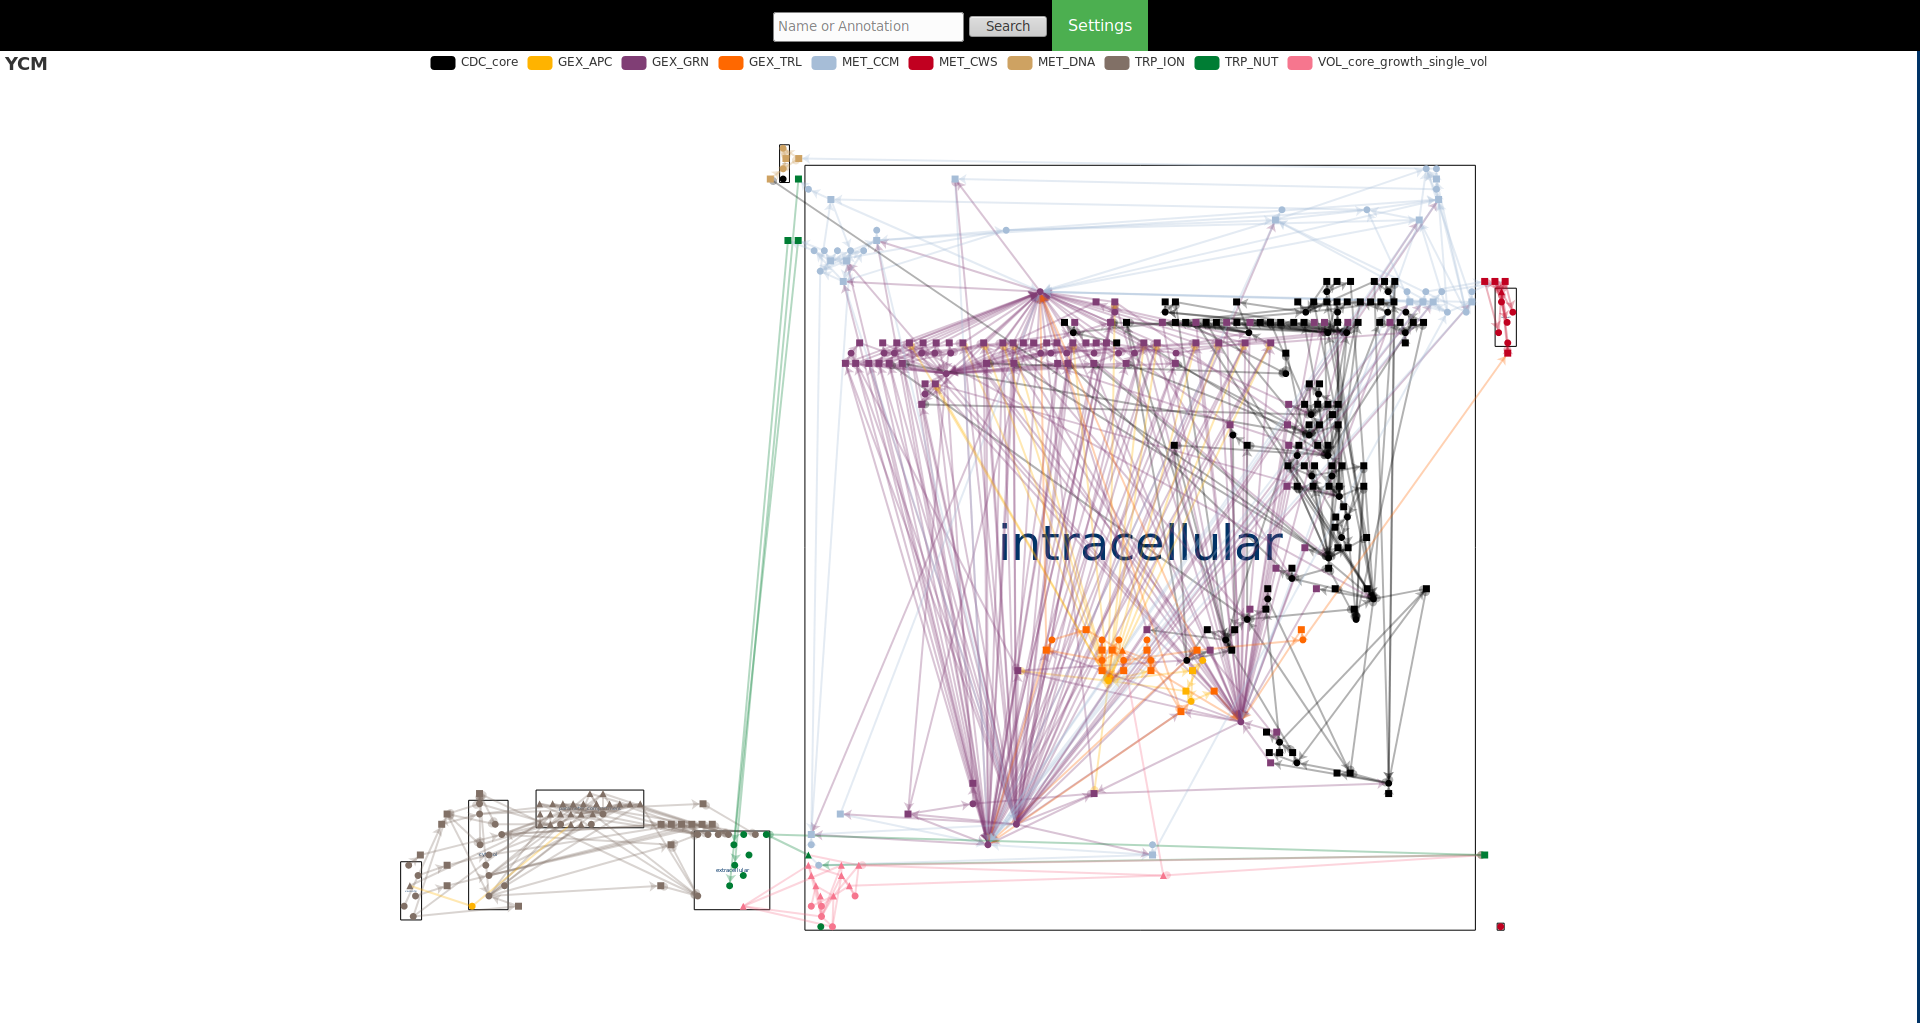 Name or Annotation Search Settings
YCM
CDC_core GEX_APC GEX_GRN GEX_TRL MET_CCM MET_CWS MET_DNA TRP_ION TRP_NUT VOL_core_growth_single_vol
intracellular
extracellular